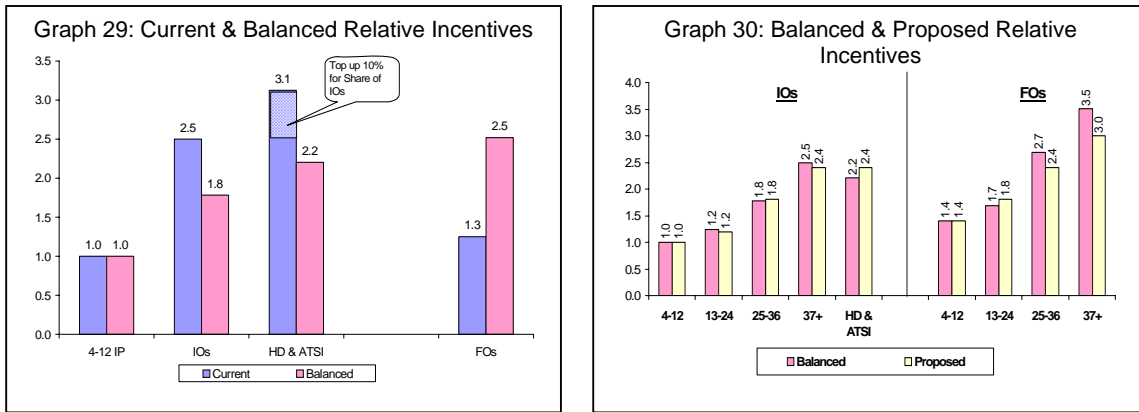 Graph 29: Current & Balanced Relative Incentives
3.5
3.0
2.5
2.0
1.5
1.0
0.5
0.0
1.0
1.0
2.5
1.8
3.1
2.2
1.3
2.5
Top up 10%
for Share of
IOs
4-12 IP
IOs
HD & ATSI
FOs
Current
Balanced
Graph 30: Balanced & Proposed Relative
Incentives
4.0
3.5
3.0
2.5
2.0
1.5
1.0
0.5
0.0
IOs
FOs
1.0
1.0
1.2
1.2
1.8
1.8
2.5
2.4
2.2
2.4
1.4
1.4
1.7
1.8
2.7
2.4
3.5
3.0
4-12
13-24
25-36
37+
HD &
ATSI
4-12
13-24
25-36
37+
Balanced
Proposed